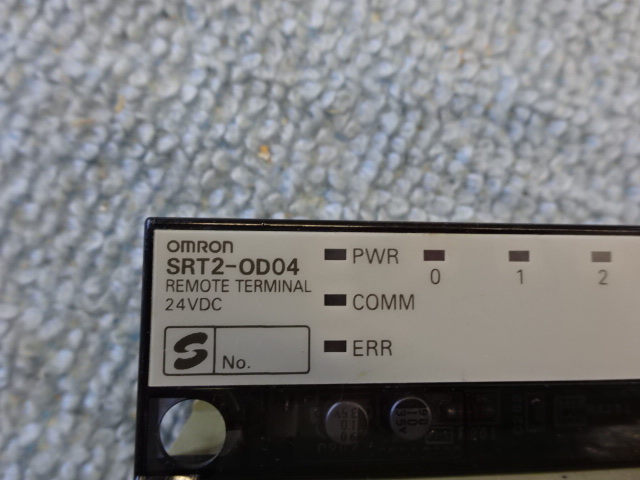 omron
SRT2-OD04
REMOTE TERMINAL
24VDC
S No.
PWR
COMM
ERR
0 1 2